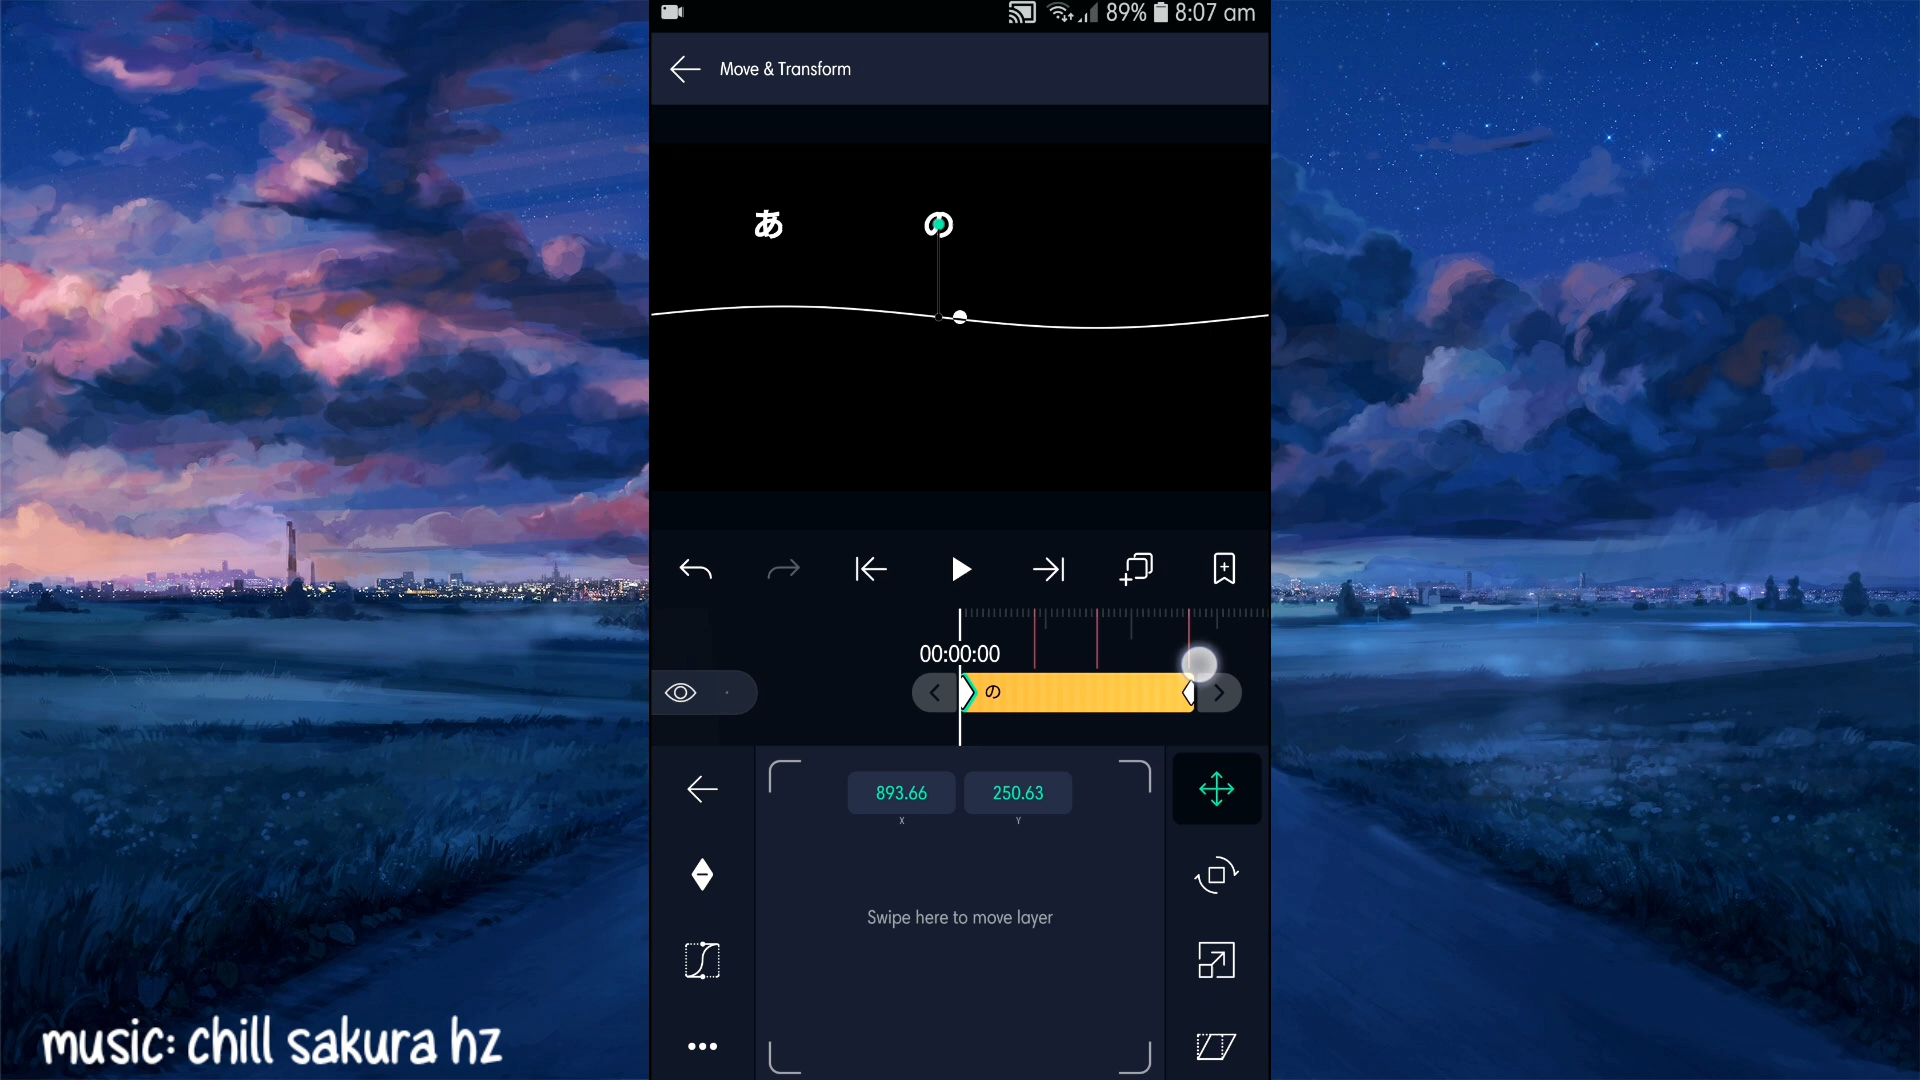 89% 8:07 am
Move & Transform
あ の
00:00:00
の
893.66 250.63
X Y
Swipe here to move layer
music: chill sakura hz